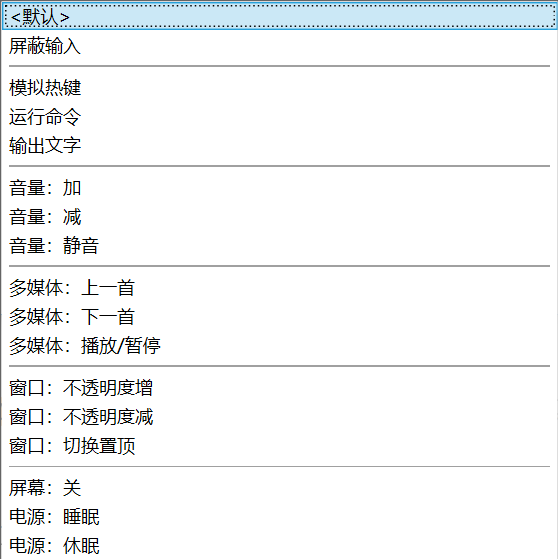 <默认>
屏蔽输入
模拟热键
运行命令
输出文字
音量：加
音量：减
音量：静音
多媒体：上一首
多媒体：下一首
多媒体：播放/暂停
窗口：不透明度增
窗口：不透明度减
窗口：切换置顶
屏幕：关
电源：睡眠
电源：休眠